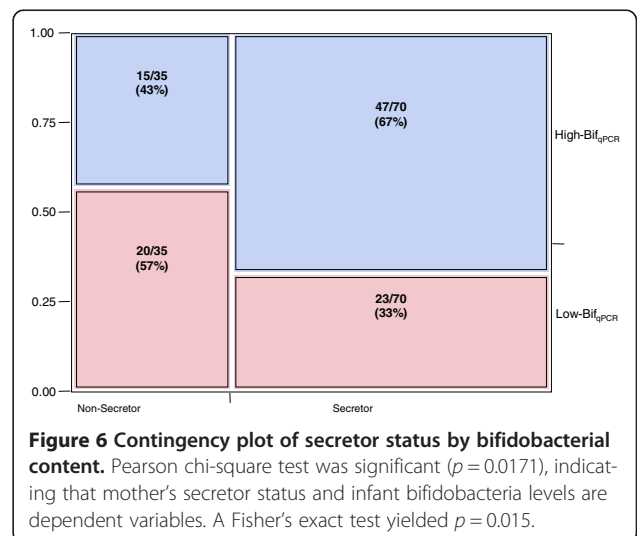 1.00
15/35
(43%)
47/70
(67%)
0.75
High-BifqPCR
0.50
20/35
(57%)
0.25
23/70
(33%)
Low-BifqPCR
0.00
Non-Secretor
Secretor
Figure 6 Contingency plot of secretor status by bifidobacterial
content. Pearson chi-square test was significant (p = 0.0171), indicat-
ing that mother's secretor status and infant bifidobacteria levels are
dependent variables. A Fisher's exact test yielded p = 0.015.